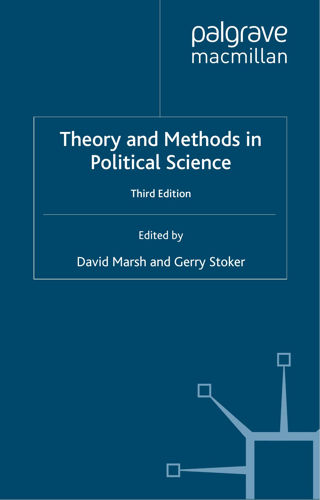 palgrave
macmillan
Theory and Methods in
Political Science
Third Edition
Edited by
David Marsh and Gerry Stoker